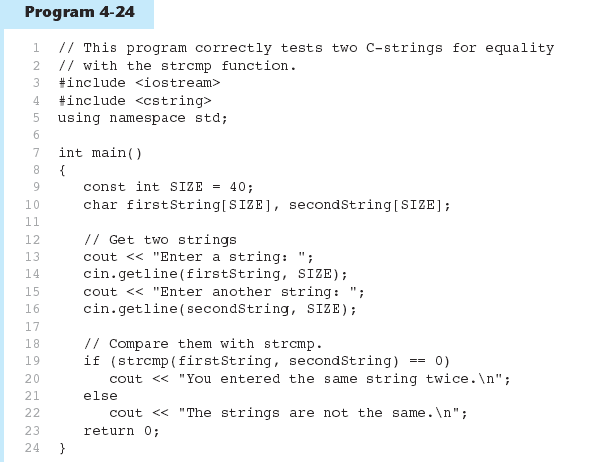 Program 4-24
1 // This program correctly tests two C-strings for equality
2 // with the strcmp function.
3 #include <iostream>
4 #include <cstring>
5 using namespace std;
6
7 int main()
8 {
9 const int SIZE = 40;
10 char firstString[SIZE], secondString[SIZE];
11
12 // Get two strings
13 cout << "Enter a string: ";
14 cin.getline(firstString, SIZE);
15 cout << "Enter another string: ";
16 cin.getline(secondString, SIZE);
17
18 // Compare them with strcmp.
19 if (strcmp(firstString, secondString) == 0)
20 cout << "You entered the same string twice.\n";
21 else
22 cout << "The strings are not the same.\n";
23 return 0;
24 }